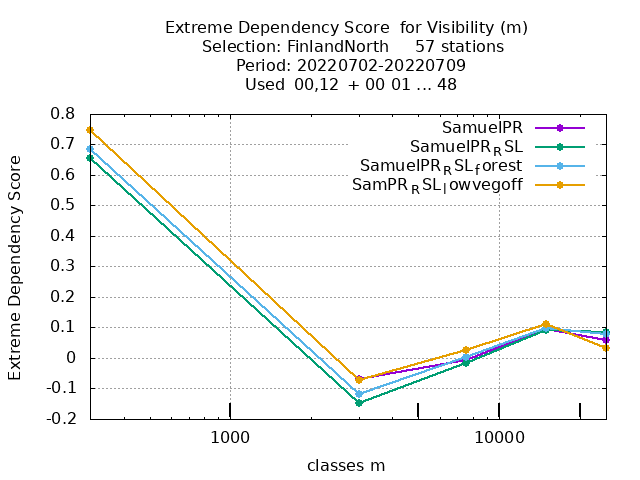 Extreme Dependency Score for Visibility (m)
Selection: FinlandNorth 57 stations
Period: 20220702-20220709
Used 00,12 + 00 01 ... 48
Extreme Dependency Score
0.8
0.7
0.6
0.5
0.4
0.3
0.2
0.1
0
-0.1
-0.2
SamuelPR
SamuelPR_RSL
SamuelPR_RSL_forest
SamPR_RSL_lowvegoff
1000 10000
classes m